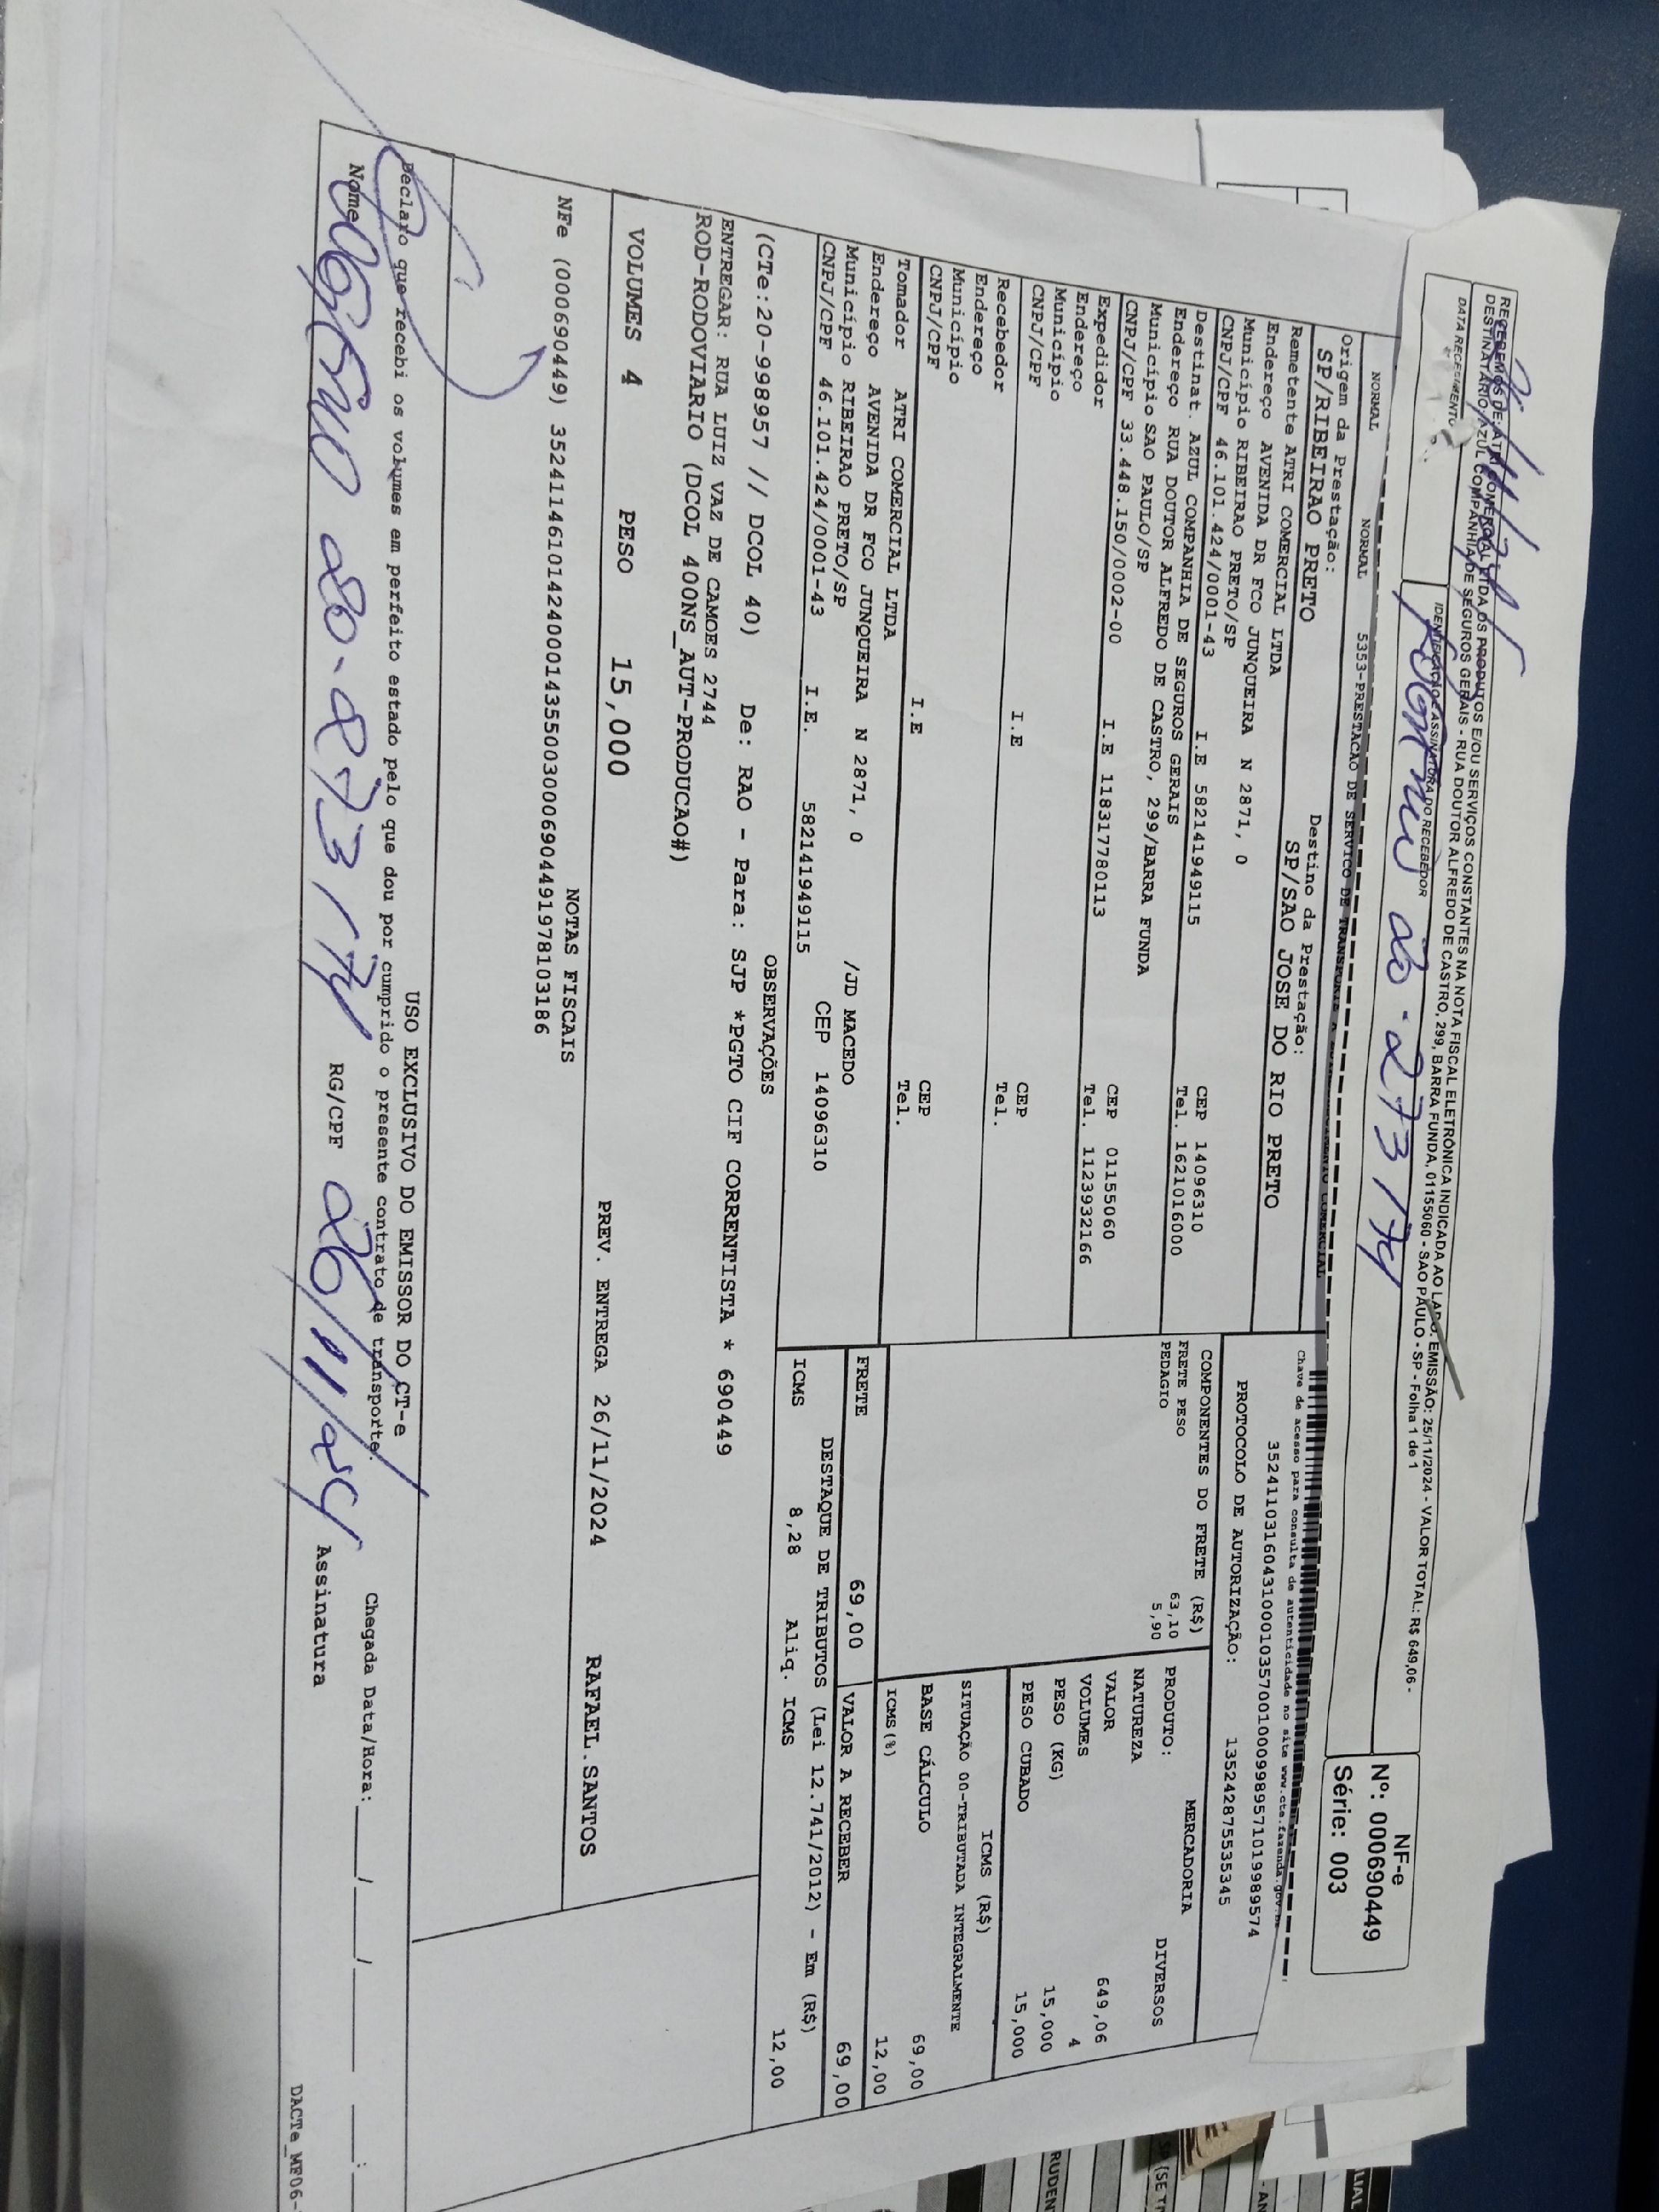 RECEBEMOS DE: ATRI COMERCIAL LTDA OS PRODUTOS E/OU SERVIÇOS CONSTANTES NA NOTA FISCAL ELETRÔNICA INDICADA AO LADO. EMISSÃO: 25/11/2024 - VALOR TOTAL: R$ 649,06 -
DESTINATÁRIO: AZUL COMPANHIA DE SEGUROS GERAIS - RUA DOUTOR ALFREDO DE CASTRO, 299, BARRA FUNDA, 01155060 - SAO PAULO - SP - Folha 1 de 1
DATA RECEBIMENTO
IDENTIFICAÇÃO E ASSINATURA DO RECEBEDOR
NF-e
Nº: 000690449
Série: 003
NORMAL NORMAL 5353-PRESTACAO DE SERVICO DE TRANSPORTE A ESTABELECIMENTO COMERCIAL
Chave de acesso para consulta de autenticidade no site www.cte.fazenda.gov.br
35241103160431000103570010009989571019989574
PROTOCOLO DE AUTORIZAÇÃO: 135242875535345
Origem da Prestação:
SP/RIBEIRAO PRETO
Destino da Prestação:
SP/SAO JOSE DO RIO PRETO
Remetente ATRI COMERCIAL LTDA
Endereço AVENIDA DR FCO JUNQUEIRA N 2871, 0
Município RIBEIRAO PRETO/SP CEP 14096310
CNPJ/CPF 46.101.424/0001-43 I.E 582141949115 Tel. 1621016000
Destinat. AZUL COMPANHIA DE SEGUROS GERAIS
Endereço RUA DOUTOR ALFREDO DE CASTRO, 299/BARRA FUNDA
Município SAO PAULO/SP CEP 01155060
CNPJ/CPF 33.448.150/0002-00 I.E 118317780113 Tel. 1123932166
Expedidor
Endereço
Município CEP
CNPJ/CPF I.E Tel.
Recebedor
Endereço
Município CEP
CNPJ/CPF I.E Tel.
Tomador ATRI COMERCIAL LTDA
Endereço AVENIDA DR FCO JUNQUEIRA N 2871, 0 /JD MACEDO
Município RIBEIRAO PRETO/SP CEP 14096310
CNPJ/CPF 46.101.424/0001-43 I.E. 582141949115
COMPONENTES DO FRETE (R$)
FRETE PESO 63,10
PEDAGIO 5,90
FRETE 69,00
MERCADORIA
PRODUTO: DIVERSOS
NATUREZA
VALOR 649,06
VOLUMES 4
PESO (KG) 15,000
PESO CUBADO 15,000
ICMS (R$)
SITUAÇÃO 00-TRIBUTADA INTEGRALMENTE
BASE CÁLCULO 69,00
ICMS(%) 12,00
VALOR A RECEBER 69,00
DESTAQUE DE TRIBUTOS (Lei 12.741/2012) - Em (R$)
ICMS 8,28 Aliq. ICMS 12,00
OBSERVAÇÕES
(CTe:20-998957 // DCOL 40) De: RAO - Para: SJP *PGTO CIF CORRENTISTA * 690449
ENTREGAR: RUA LUIZ VAZ DE CAMOES 2744
ROD-RODOVIARIO (DCOL 40ONS_AUT-PRODUCAO#)
VOLUMES 4 PESO 15,000 PREV. ENTREGA 26/11/2024 RAFAEL.SANTOS
NOTAS FISCAIS
NFe (000690449) 35241146101424000143550030006904491978103186
USO EXCLUSIVO DO EMISSOR DO CT-e
Declaro que recebi os volumes em perfeito estado pelo que dou por cumprido o presente contrato de transporte.
Chegada Data/Hora: ___/___/_____ ___:
Nome RG/CPF 26/11/24 Assinatura
DACTe_MF06-